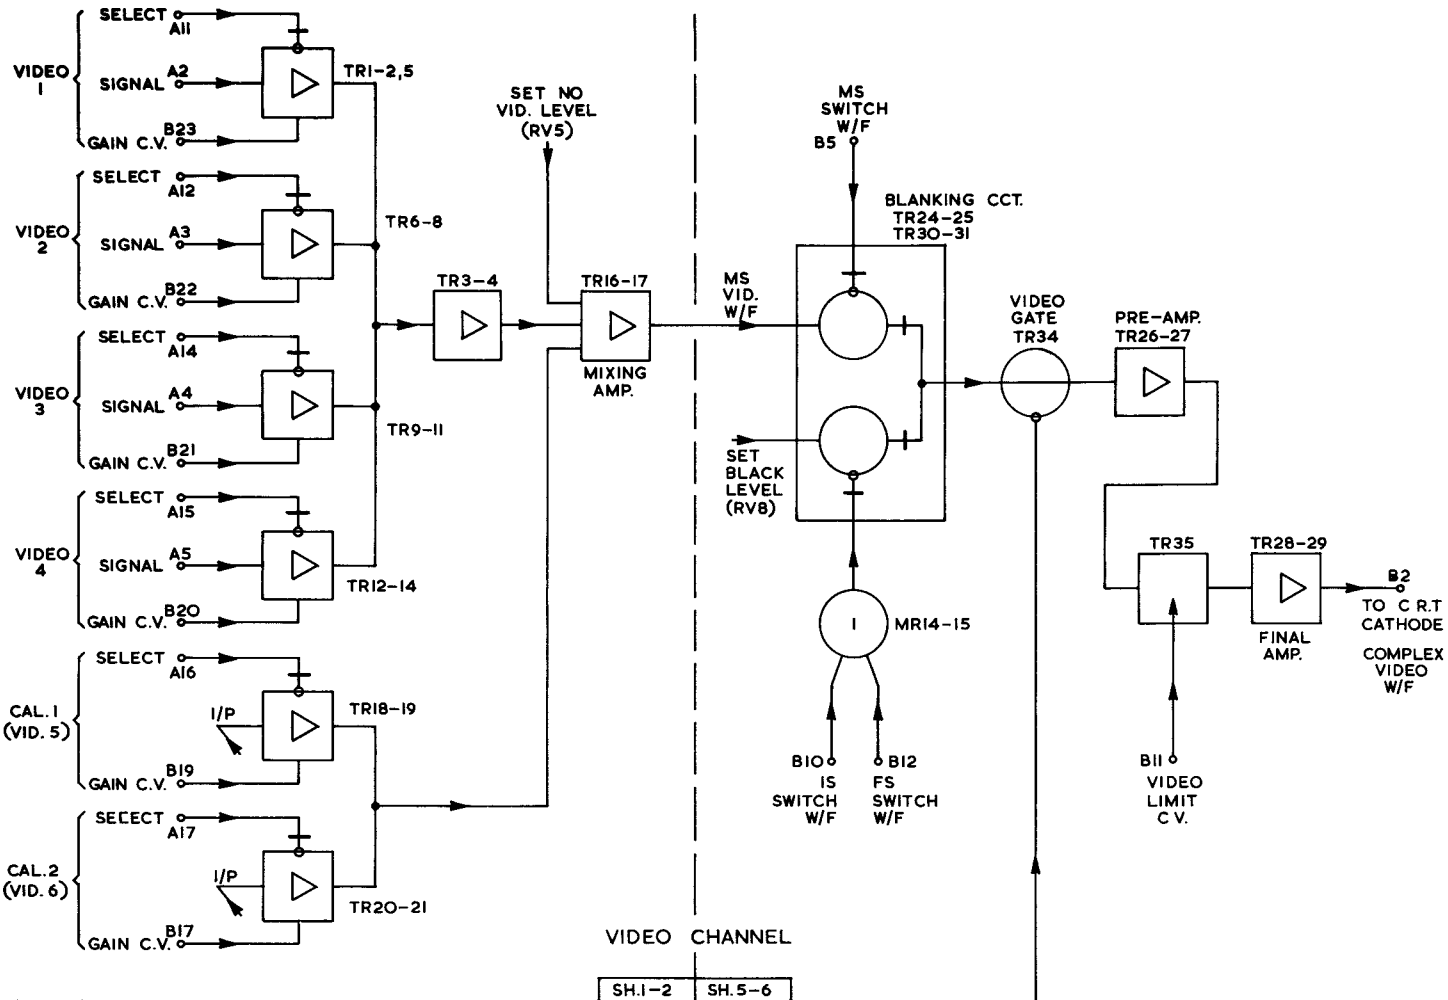 SELECT
A11
VIDEO
1
SIGNAL
A2
GAIN C.V.
B23
TR1-2,5
SELECT
A12
VIDEO
2
SIGNAL
A3
GAIN C.V.
B22
TR6-8
SELECT
A14
VIDEO
3
SIGNAL
A4
GAIN C.V.
B21
TR9-11
SELECT
A15
VIDEO
4
SIGNAL
A5
GAIN C.V.
B20
TR12-14
SELECT
A16
CAL.1
(VID.5)
I/P
GAIN C.V.
B19
TR18-19
SELECT
A17
CAL.2
(VID.6)
I/P
GAIN C.V.
B17
TR20-21
SET NO
VID. LEVEL
(RV5)
TR3-4
TR16-17
MIXING
AMP.
MS
VID.
W/F
MS
SWITCH
W/F
B5
BLANKING CCT.
TR24-25
TR30-31
SET
BLACK
LEVEL
(RV8)
1
MR14-15
B10
IS
SWITCH
W/F
B12
FS
SWITCH
W/F
VIDEO
GATE
TR34
PRE-AMP.
TR26-27
TR35
TR28-29
FINAL
AMP.
B2
TO C R.T
CATHODE
COMPLEX
VIDEO
W/F
B11
VIDEO
LIMIT
C V.
VIDEO CHANNEL
SH.1-2
SH.5-6